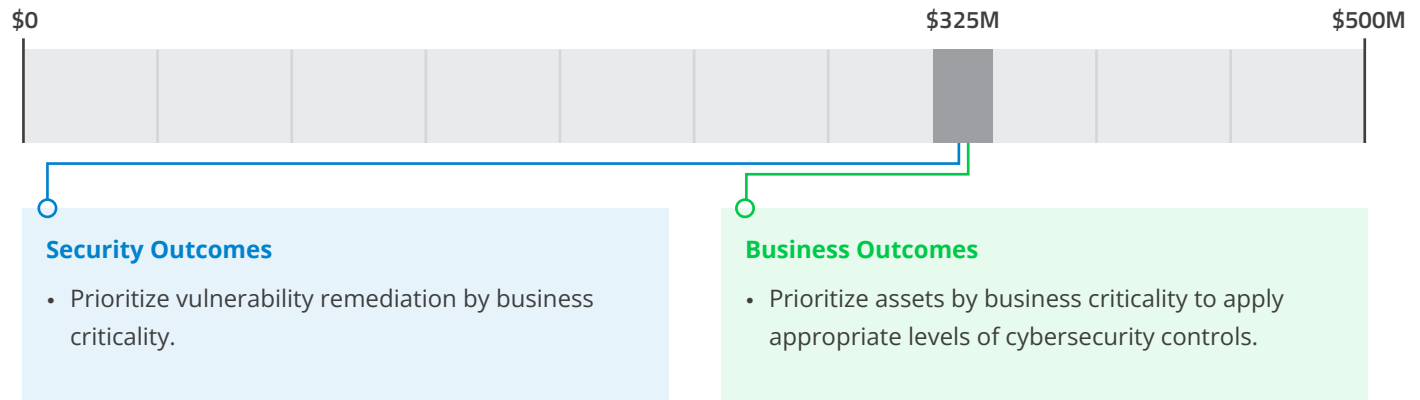 $0 $325M $500M
Security Outcomes
• Prioritize vulnerability remediation by business
criticality.
Business Outcomes
• Prioritize assets by business criticality to apply
appropriate levels of cybersecurity controls.